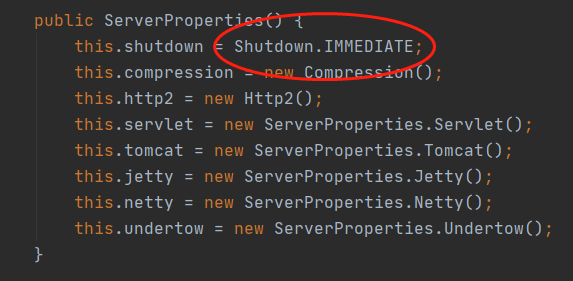 public ServerProperties() {
this.shutdown = Shutdown.IMMEDIATE;
this.compression = new Compression();
this.http2 = new Http2();
this.servlet = new ServerProperties.Servlet();
this.tomcat = new ServerProperties.Tomcat();
this.jetty = new ServerProperties.Jetty();
this.netty = new ServerProperties.Netty();
this.undertow = new ServerProperties.Undertow();
}